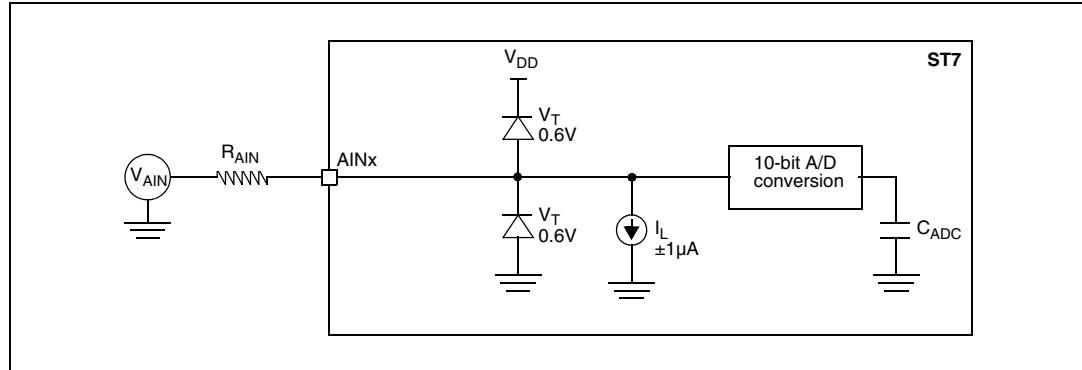 ST7
V_DD
V_T
0.6V
R_AIN
AINx
V_AIN
10-bit A/D
conversion
V_T
0.6V
I_L
±1µA
C_ADC